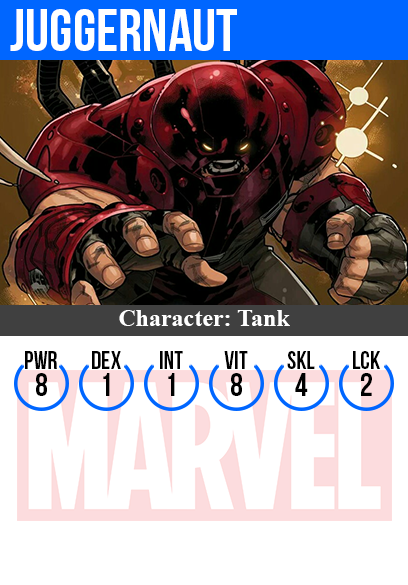 JUGGERNAUT
Character: Tank
PWR DEX INT VIT SKL LCK
8 1 1 8 4 2
MARVEL